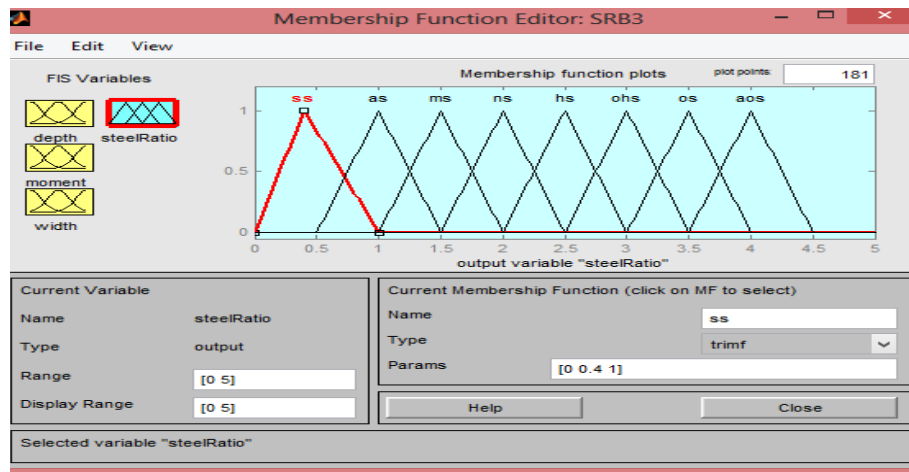 Membership Function Editor: SRB3
File Edit View
FIS Variables
depth
steelRatio
moment
width
Membership function plots
plot points:
181
ss as ms ns hs ohs os aos
1
0.5
0
0 0.5 1 1.5 2 2.5 3 3.5 4 4.5 5
output variable "steelRatio"
Current Variable
Name steelRatio
Type output
Range [0 5]
Display Range [0 5]
Current Membership Function (click on MF to select)
Name ss
Type trimf
Params [0 0.4 1]
Help Close
Selected variable "steelRatio"